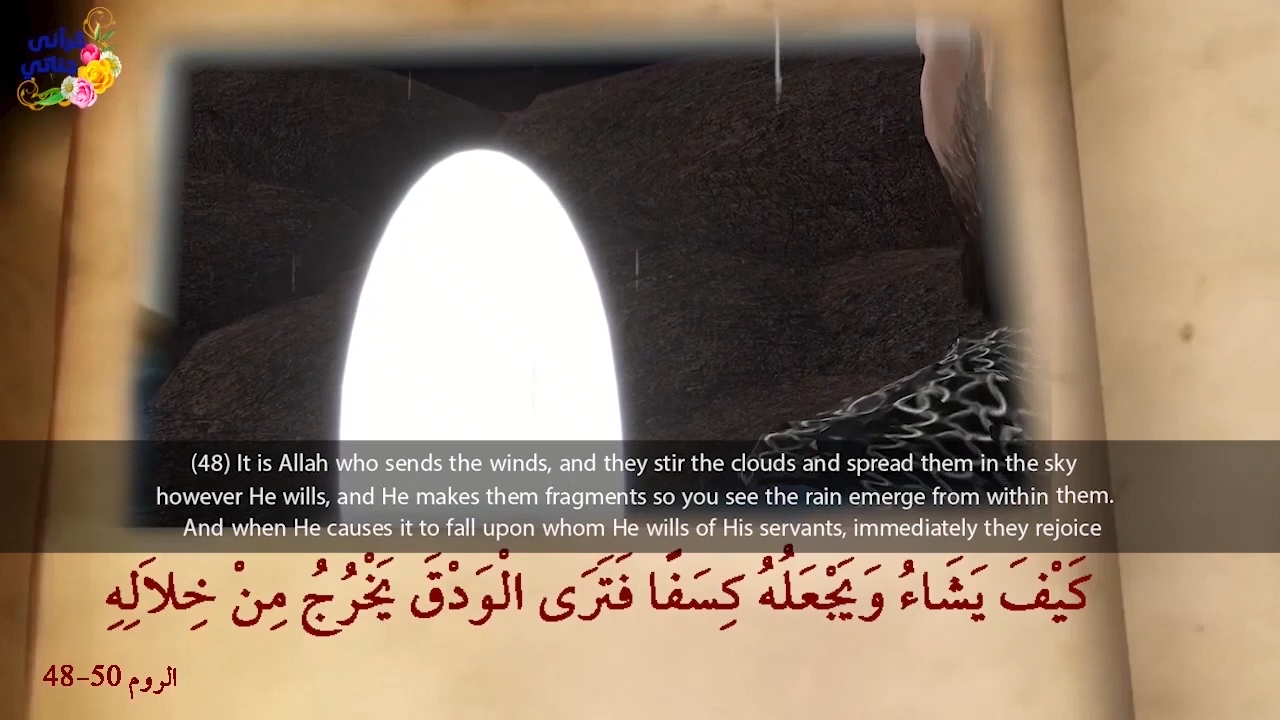 قرآنى
جناتي
(48) It is Allah who sends the winds, and they stir the clouds and spread them in the sky
however He wills, and He makes them fragments so you see the rain emerge from within them.
And when He causes it to fall upon whom He wills of His servants, immediately they rejoice
كَيْفَ يَشَاءُ وَيَجْعَلُهُ كِسَفًا فَتَرَى الْوَدْقَ يَخْرُجُ مِنْ خِلاَلِهِ
الروم 50-48